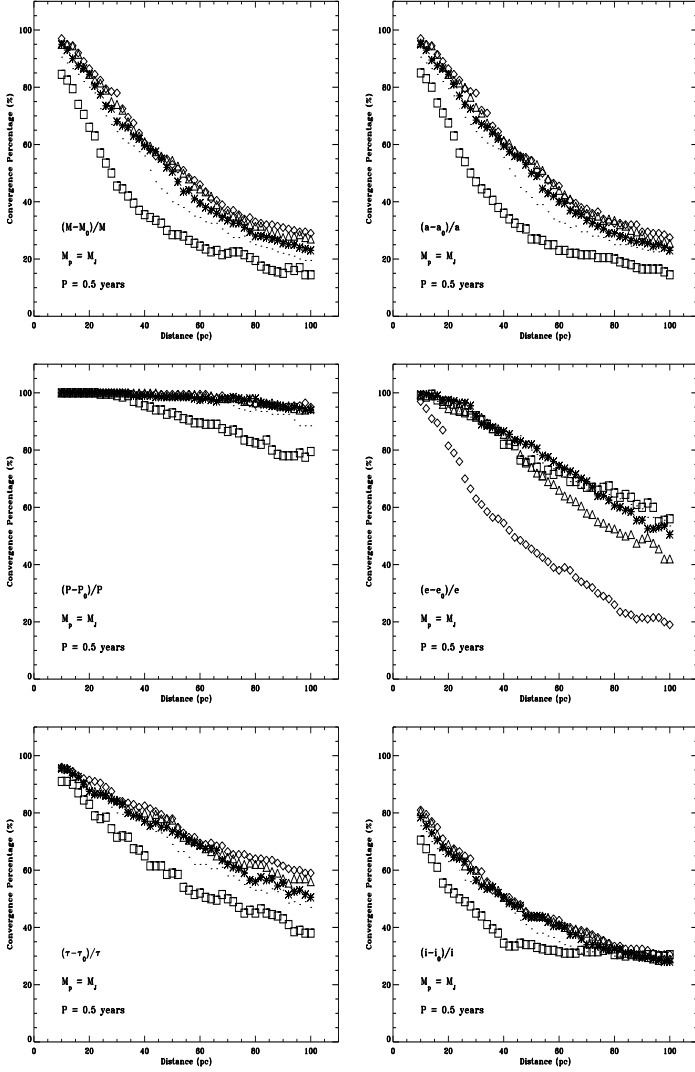 Convergence Percentage (%)
100
80
60
40
20
0
(M-M0)/M
Mp = MJ
P = 0.5 years
0 20 40 60 80 100
Distance (pc)
Convergence Percentage (%)
100
80
60
40
20
0
(a-a0)/a
Mp = MJ
P = 0.5 years
0 20 40 60 80 100
Distance (pc)
Convergence Percentage (%)
100
80
60
40
20
0
(P-P0)/P
Mp = MJ
P = 0.5 years
0 20 40 60 80 100
Distance (pc)
Convergence Percentage (%)
100
80
60
40
20
0
(e-e0)/e
Mp = MJ
P = 0.5 years
0 20 40 60 80 100
Distance (pc)
Convergence Percentage (%)
100
80
60
40
20
0
(τ-τ0)/τ
Mp = MJ
P = 0.5 years
0 20 40 60 80 100
Distance (pc)
Convergence Percentage (%)
100
80
60
40
20
0
(i-i0)/i
Mp = MJ
P = 0.5 years
0 20 40 60 80 100
Distance (pc)